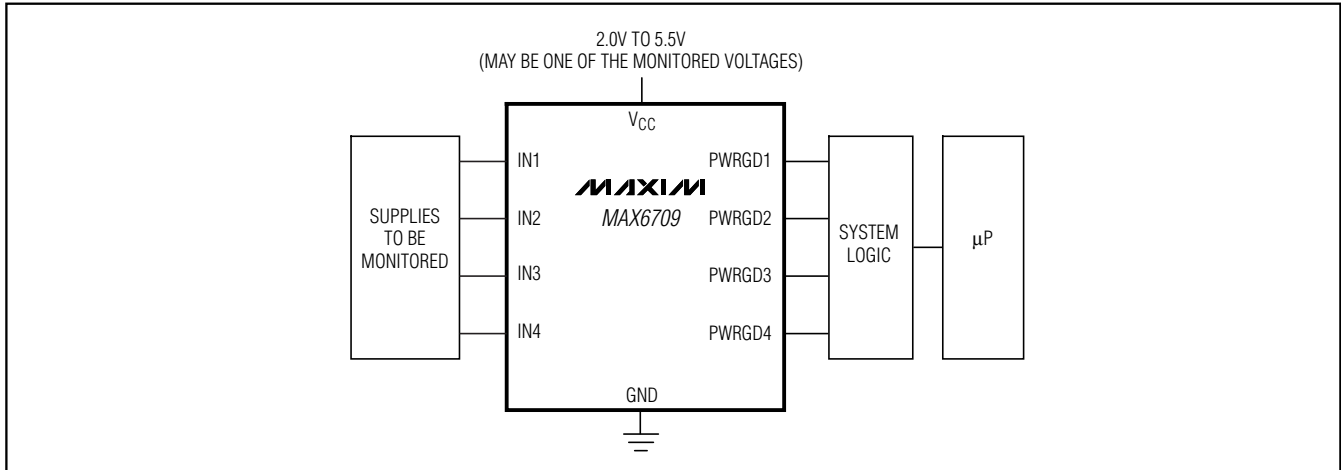 2.0V TO 5.5V
(MAY BE ONE OF THE MONITORED VOLTAGES)
VCC
SUPPLIES
TO BE
MONITORED
IN1
IN2
IN3
IN4
MAXIM
MAX6709
PWRGD1
PWRGD2
PWRGD3
PWRGD4
GND
SYSTEM
LOGIC
µP